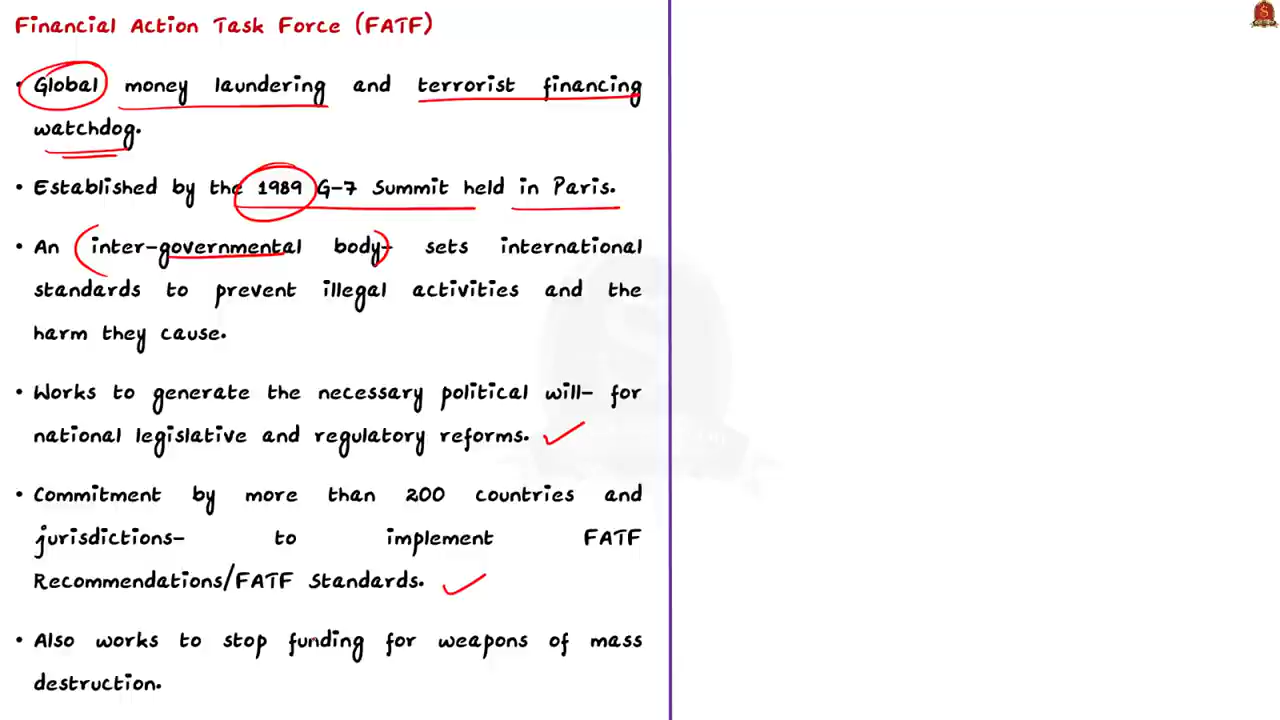 Financial Action Task Force (FATF)
• Global money laundering and terrorist financing
watchdog.
• Established by the 1989 G-7 Summit held in Paris.
• An inter-governmental body- sets international
standards to prevent illegal activities and the
harm they cause.
• Works to generate the necessary political will- for
national legislative and regulatory reforms.
• Commitment by more than 200 countries and
jurisdictions- to implement FATF
Recommendations/FATF Standards.
• Also works to stop funding for weapons of mass
destruction.